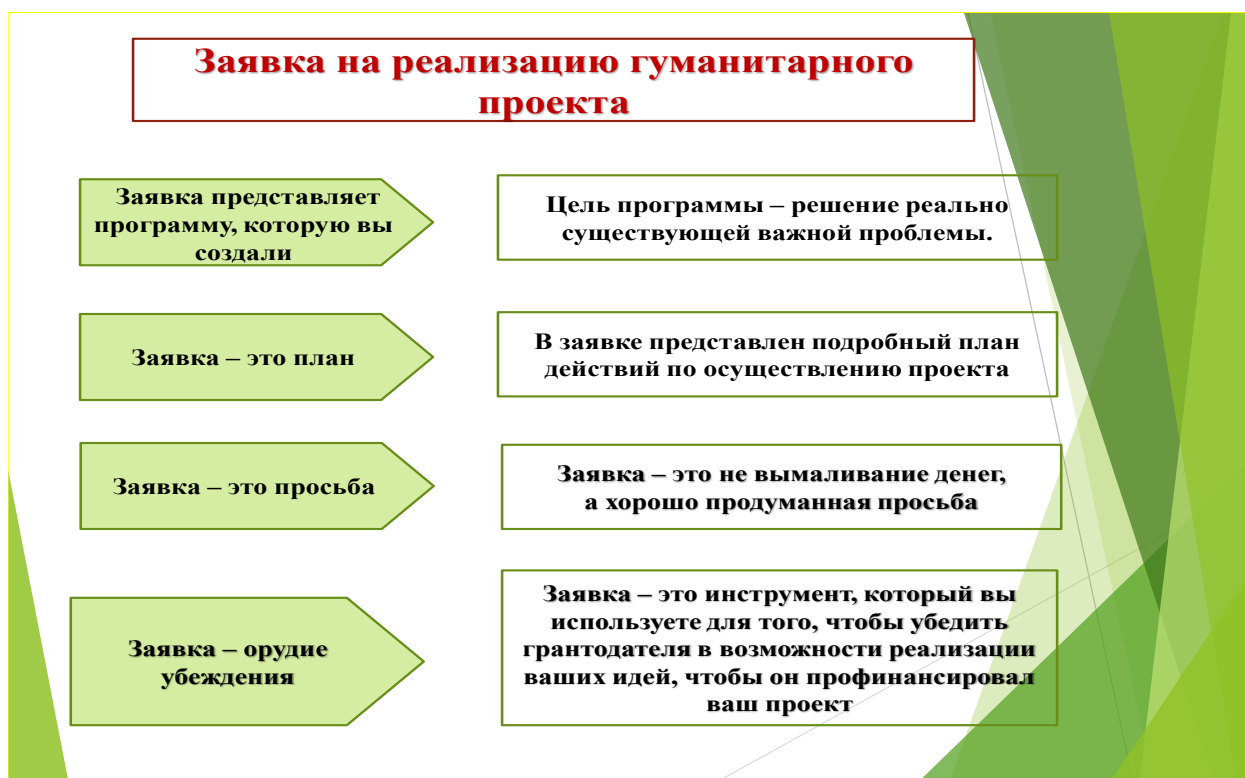 Заявка на реализацию гуманитарного
проекта
Заявка представляет
программу, которую вы
создали
Цель программы – решение реально
существующей важной проблемы.
Заявка – это план
В заявке представлен подробный план
действий по осуществлению проекта
Заявка – это просьба
Заявка – это не вымаливание денег,
а хорошо продуманная просьба
Заявка – орудие
убеждения
Заявка – это инструмент, который вы
используете для того, чтобы убедить
грантодателя в возможности реализации
ваших идей, чтобы он профинансировал
ваш проект